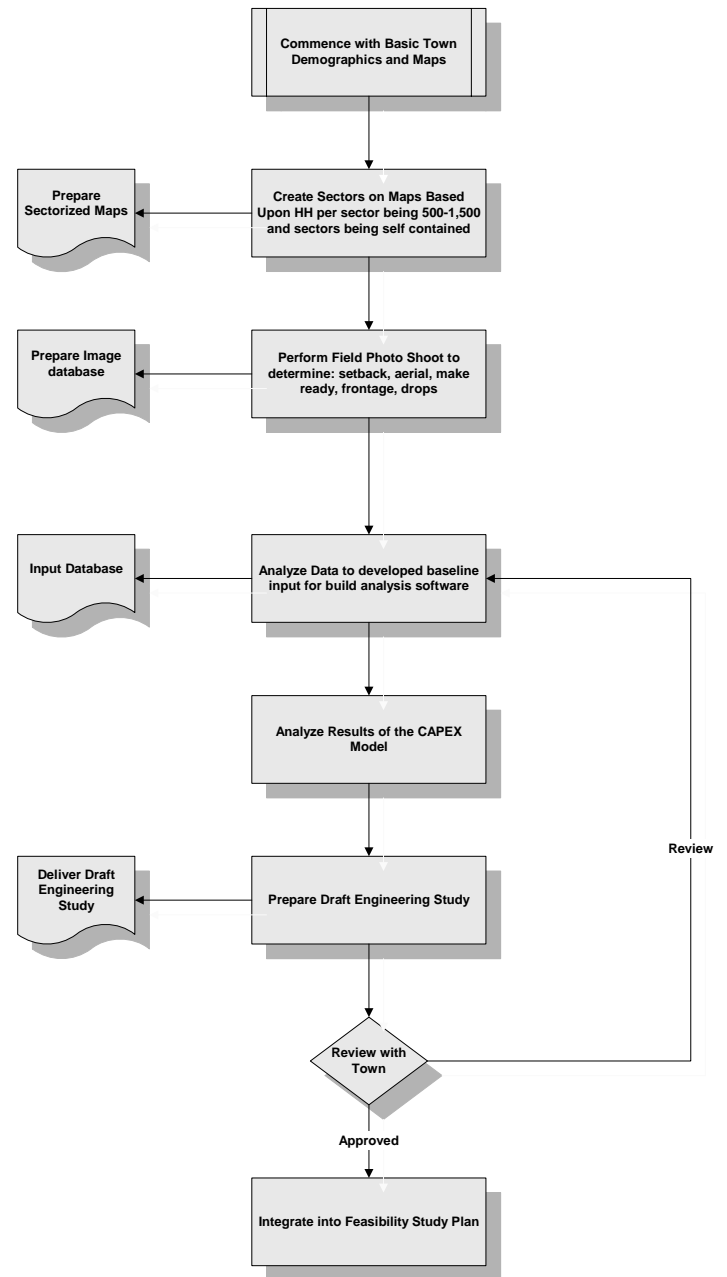 Commence with Basic Town
Demographics and Maps
Prepare
Sectorized Maps
Create Sectors on Maps Based
Upon HH per sector being 500-1,500
and sectors being self contained
Prepare Image
database
Perform Field Photo Shoot to
determine: setback, aerial, make
ready, frontage, drops
Input Database
Analyze Data to developed baseline
input for build analysis software
Analyze Results of the CAPEX
Model
Review
Deliver Draft
Engineering
Study
Prepare Draft Engineering Study
Review with
Town
Approved
Integrate into Feasibility Study Plan